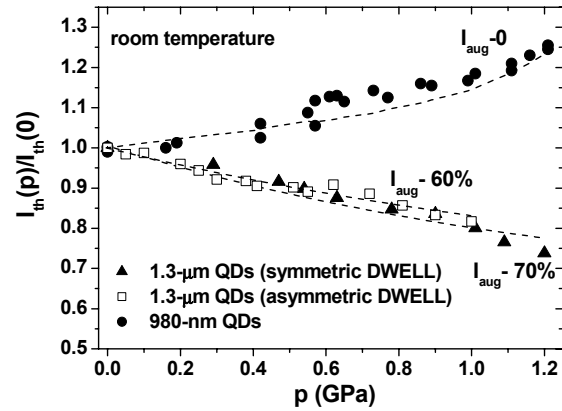 room temperature
I_aug-0
I_aug- 60%
I_aug- 70%
1.3-μm QDs (symmetric DWELL)
1.3-μm QDs (asymmetric DWELL)
980-nm QDs
I_th(p)/I_th(0)
1.3
1.2
1.1
1.0
0.9
0.8
0.7
0.6
0.5
0.0 0.2 0.4 0.6 0.8 1.0 1.2
p (GPa)